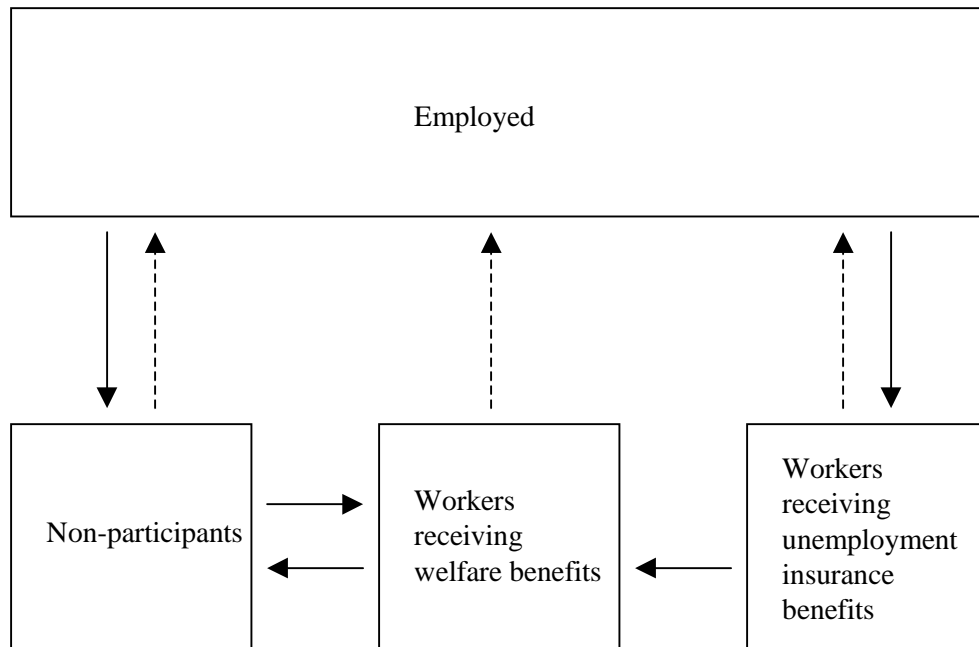 Employed
Non-participants
Workers
receiving
welfare benefits
Workers
receiving
unemployment
insurance
benefits